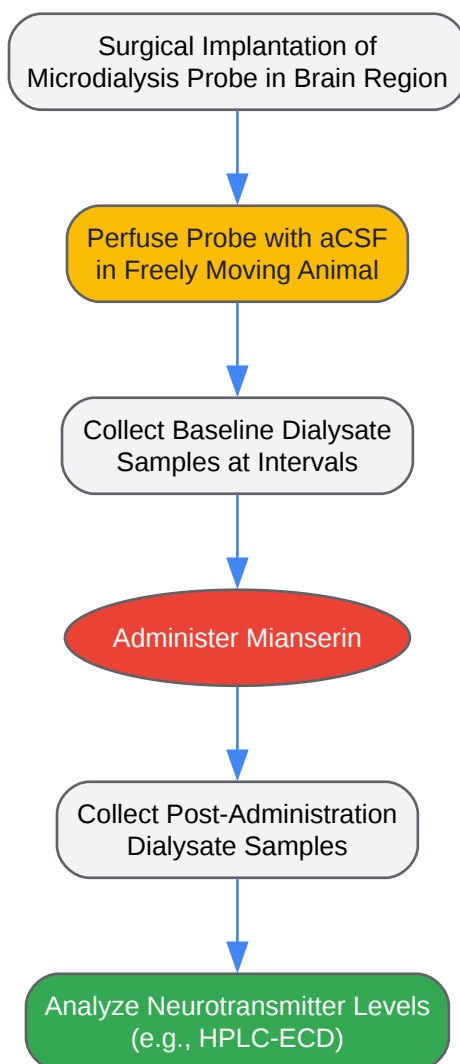 Surgical Implantation of
Microdialysis Probe in Brain Region
Perfuse Probe with aCSF
in Freely Moving Animal
Collect Baseline Dialysate
Samples at Intervals
Administer Mianserin
Collect Post-Administration
Dialysate Samples
Analyze Neurotransmitter Levels
(e.g., HPLC-ECD)